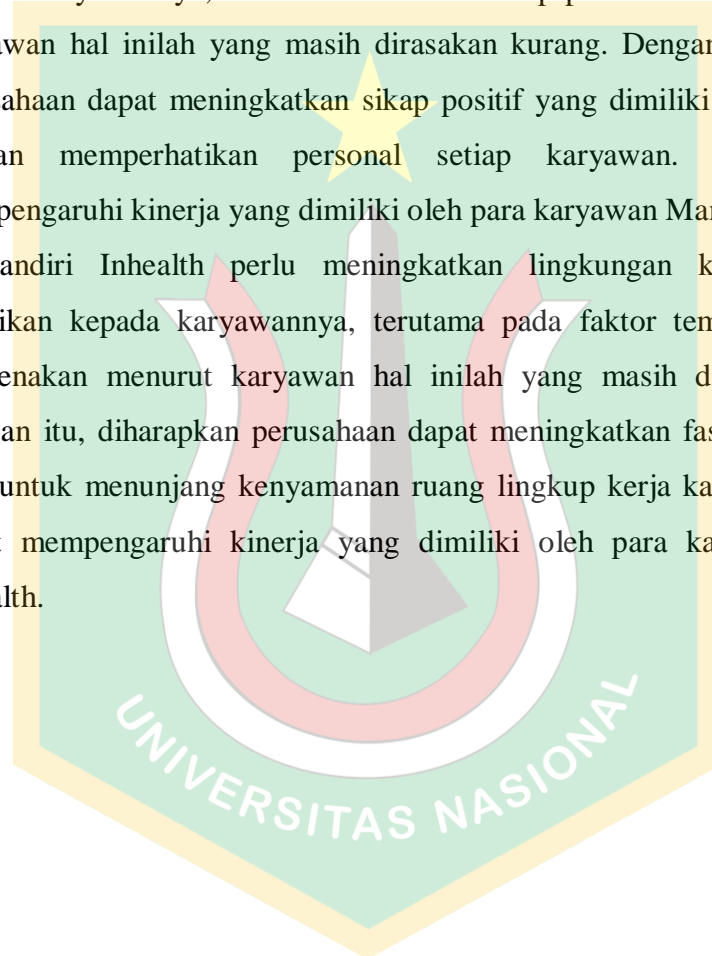 awan hal inilah yang masih dirasakan kurang. Dengan
sahaan dapat meningkatkan sikap positif yang dimiliki
an memperhatikan personal setiap karyawan.
pengaruhi kinerja yang dimiliki oleh para karyawan Man
andiri Inhealth perlu meningkatkan lingkungan k
ikan kepada karyawannya, terutama pada faktor tem
enakan menurut karyawan hal inilah yang masih d
an itu, diharapkan perusahaan dapat meningkatkan fas
untuk menunjang kenyamanan ruang lingkup kerja ka
t mempengaruhi kinerja yang dimiliki oleh para ka
alth.
UNIVERSITAS NASIONAL